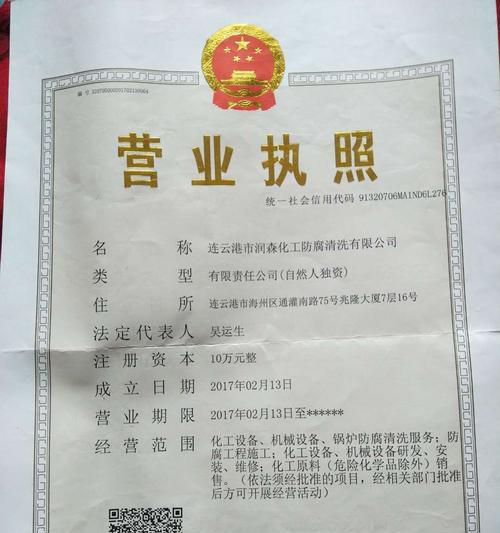 编 号 320700000201702130064
营业执照
统一社会信用代码 91320706MA1ND6L276
名 称 连云港市润森化工防腐清洗有限公司
类 型 有限责任公司(自然人独资)
住 所 连云港市海州区通灌南路75号兆隆大厦7层16号
法定代表人 吴运生
注册资本 10万元整
成立日期 2017年02月13日
营业期限 2017年02月13日至******
经营范围 化工设备、机械设备、锅炉防腐清洗服务；防
腐工程施工；化工设备、机械设备研发、安
装、维修；化工原料（危险化学品除外）销
售。（依法须经批准的项目，经相关部门批准
后方可开展经营活动）